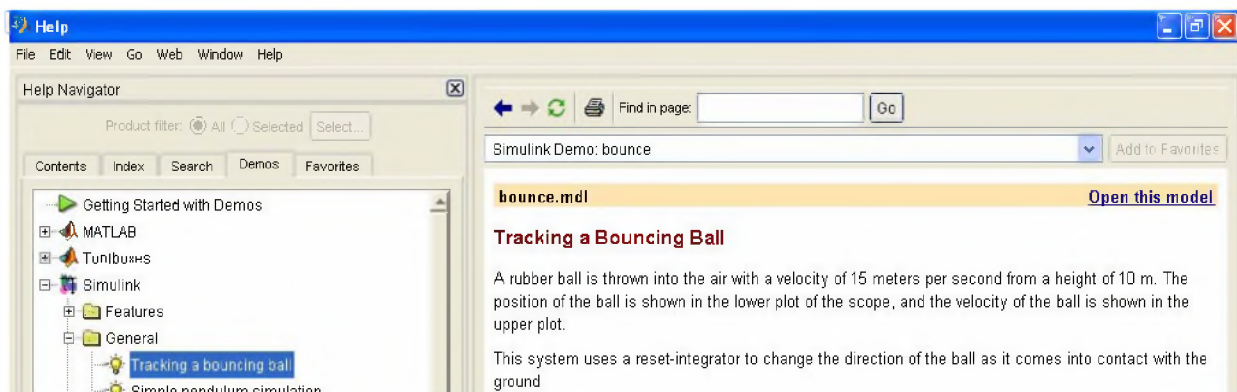 Help
File Edit View Go Web Window Help
Help Navigator
Product filter: All Selected Select...
Contents Index Search Demos Favorites
Getting Started with Demos
MATLAB
Toolboxes
Simulink
Features
General
Tracking a bouncing ball
Simple pendulum simulation
Find in page: Go
Simulink Demo: bounce Add to Favorites
bounce.mdl Open this model
Tracking a Bouncing Ball
A rubber ball is thrown into the air with a velocity of 15 meters per second from a height of 10 m. The
position of the ball is shown in the lower plot of the scope, and the velocity of the ball is shown in the
upper plot.
This system uses a reset-integrator to change the direction of the ball as it comes into contact with the
ground